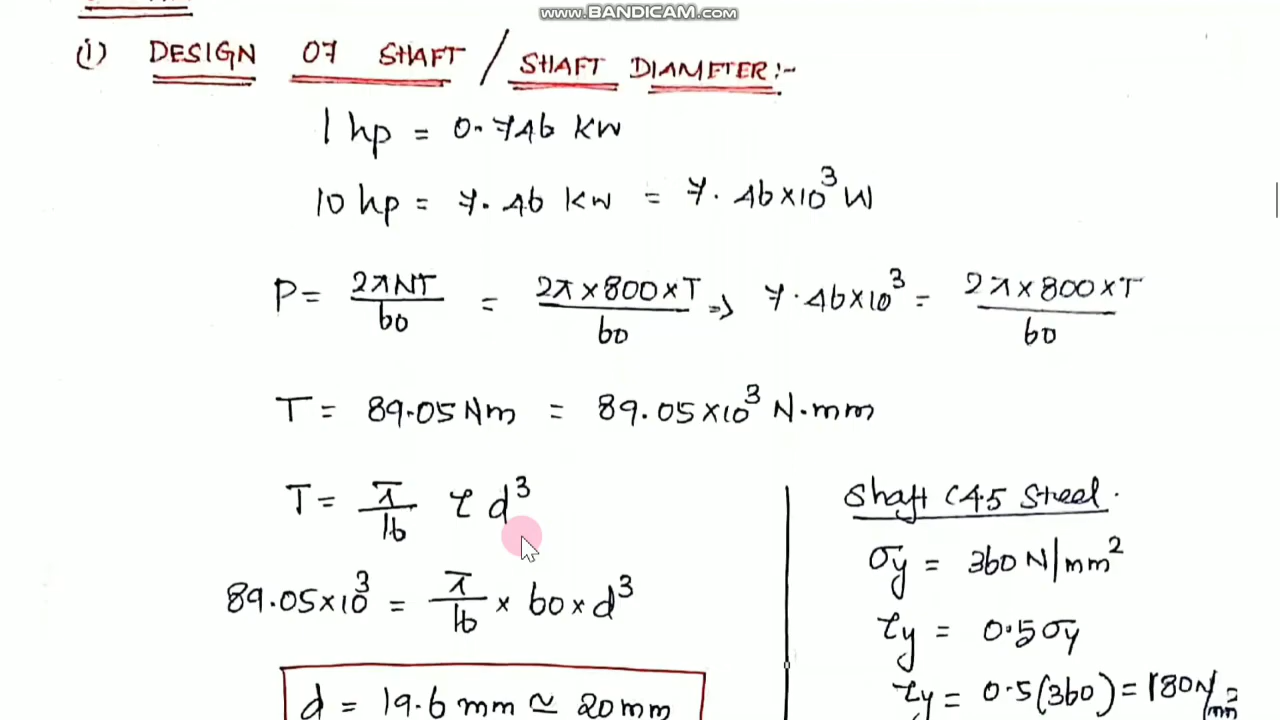 www.BANDICAM.com
(i) DESIGN OF SHAFT / SHAFT DIAMETER:-
1 hp = 0.746 KW
10 hp = 7.46 KW = 7.46×10³ W
P = 2πNT/60 = 2π×800×T/60 => 7.46×10³ = 2π×800×T/60
T = 89.05 Nm = 89.05×10³ N.mm
T = π/16 τ d³
89.05×10³ = π/16 × 60 × d³
d = 19.6 mm ≃ 20 mm
Shaft C45 Steel.
σy = 360 N/mm²
τy = 0.5σy
τy = 0.5(360) = 180 N/mm²